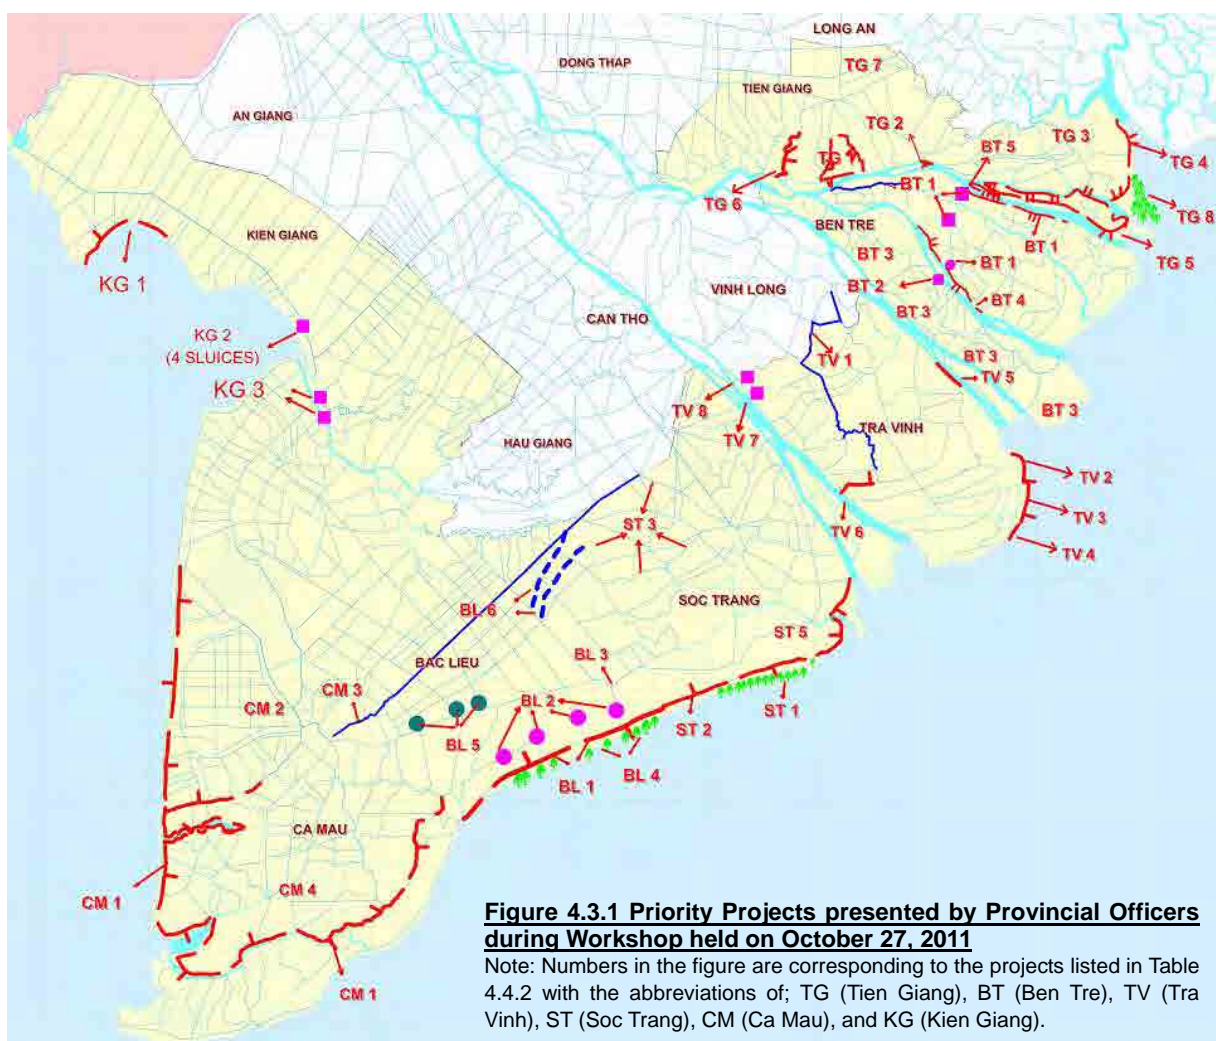 LONG AN
DONG THAP
TG 7
TIEN GIANG
AN GIANG
TG 2
TG 3
BT 5
TG 4
TG
BT 1
TG 6
TG 8
BEN TRE
BT 1
KIEN GIANG
BT 3
BT 1
TG 5
KG 1
BT 2
VINH LONG
BT 4
BT 3
CAN THO
KG 2
(4 SLUICES)
TV 1
BT 3
TV 5
KG 3
TV 8
BT 3
TV 7
TRA VINH
HAU GIANG
TV 2
ST 3
TV 3
TV 6
TV 4
BL 6
SOC TRANG
ST 5
BL 3
BAC LIEU
CM 3
BL 2
CM 2
ST 1
ST 2
BL 5
BL 4
BL 1
CA MAU
CM 4
CM 1
CM 1
Figure 4.3.1 Priority Projects presented by Provincial Officers
during Workshop held on October 27, 2011
Note: Numbers in the figure are corresponding to the projects listed in Table
4.4.2 with the abbreviations of; TG (Tien Giang), BT (Ben Tre), TV (Tra
Vinh), ST (Soc Trang), CM (Ca Mau), and KG (Kien Giang).